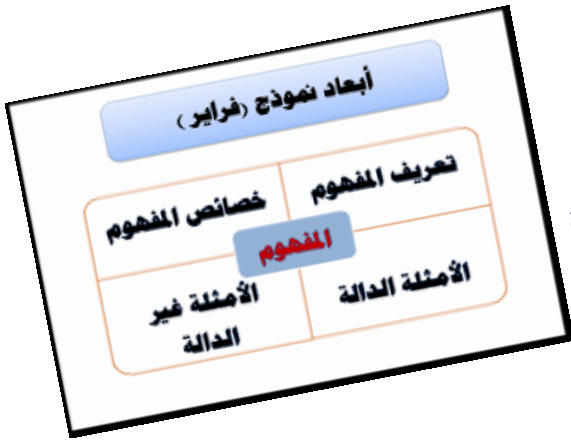 أبعاد نموذج (فراير)
تعريف المفهوم
خصائص المفهوم
المفهوم
الأمثلة الدالة
الأمثلة غير
الدالة